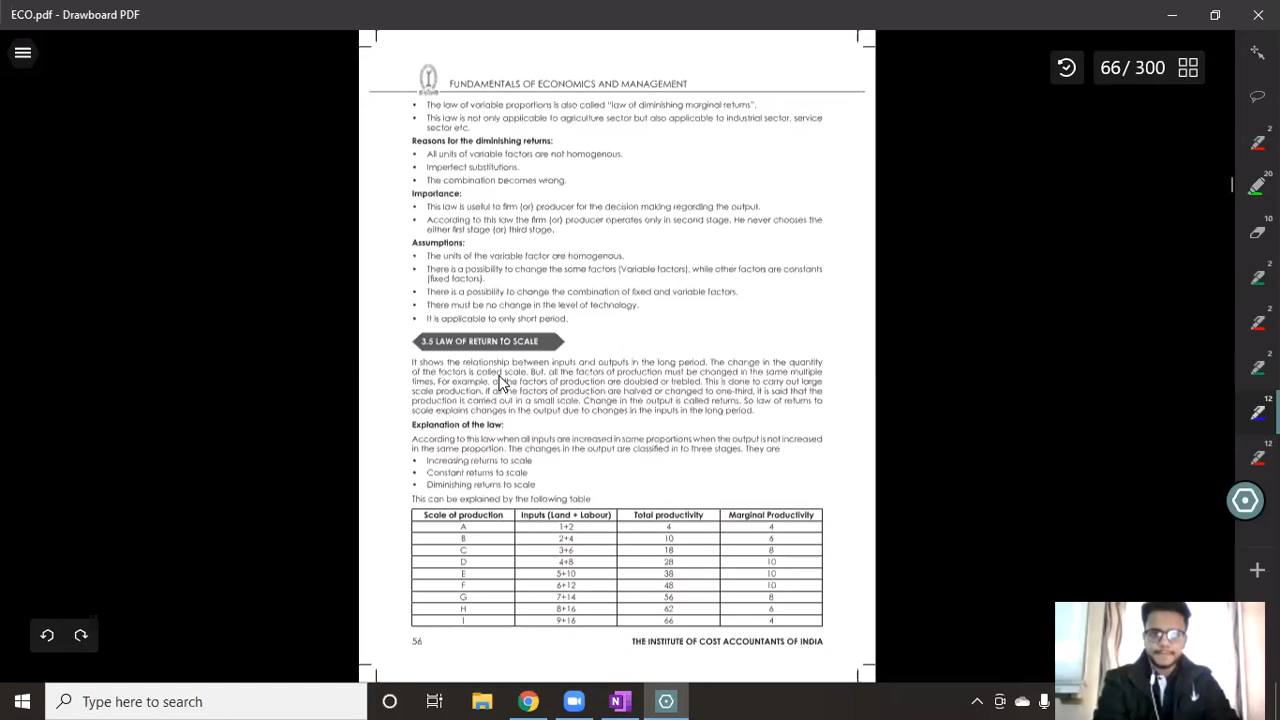 ECO.pdf - Drawboard PDF
66 / 300
FUNDAMENTALS OF ECONOMICS AND MANAGEMENT
• The law of variable proportions is also called "law of diminishing marginal returns".
• This law is not only applicable to agriculture sector but also applicable to industrial sector, service
sector etc.
Reasons for the diminishing returns:
• All units of variable factors are not homogenous.
• Imperfect substitutions.
• The combination becomes wrong.
Importance:
• This law is useful to firm (or) producer for the decision making regarding the output.
• According to this law the firm (or) producer operates only in second stage. He never chooses the
either first stage (or) third stage.
Assumptions:
• The units of the variable factor are homogenous.
• There is a possibility to change the some factors (Variable factors), while other factors are constants
(fixed factors).
• There is a possibility to change the combination of fixed and variable factors.
• There must be no change in the level of technology.
• It is applicable to only short period.
3.5 LAW OF RETURN TO SCALE
It shows the relationship between inputs and outputs in the long period. The change in the quantity
of the factors is called scale. But, all the factors of production must be changed in the same multiple
times. For example, factors of production are doubled or trebled. This is done to carry out large
scale production, if factors of production are halved or changed to one-third, it is said that the
production is carried out in a small scale. Change in the output is called returns. So law of returns to
scale explains changes in the output due to changes in the inputs in the long period.
Explanation of the law:
According to this law when all inputs are increased in same proportions when the output is not increased
in the same proportion. The changes in the output are classified in to three stages. They are
• Increasing returns to scale
• Constant returns to scale
• Diminishing returns to scale
This can be explained by the following table
Scale of production Inputs (Land + Labour) Total productivity Marginal Productivity
A 1+2 4 4
B 2+4 10 6
C 3+6 18 8
D 4+8 28 10
E 5+10 38 10
F 6+12 48 10
G 7+14 56 8
H 8+16 62 6
I 9+16 66 4
56 THE INSTITUTE OF COST ACCOUNTANTS OF INDIA
2
2
10
2
2
2
2
12
Type here to search